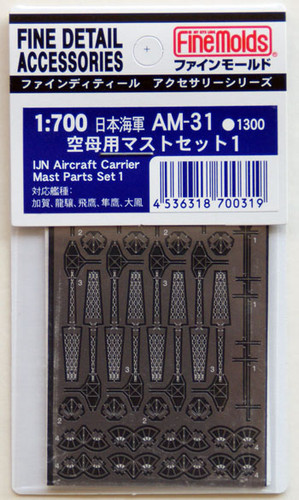 FINE DETAIL
ACCESSORIES
FineMolds
ファインモールド
ファインディティール アクセサリーシリーズ
1:700 日本海軍 AM-31 ●1300
空母用マストセット1
IJN Aircraft Carrier
Mast Parts Set 1
対応艦種:
加賀、龍驤、飛鷹、隼鷹、大鳳
4 536318 700319